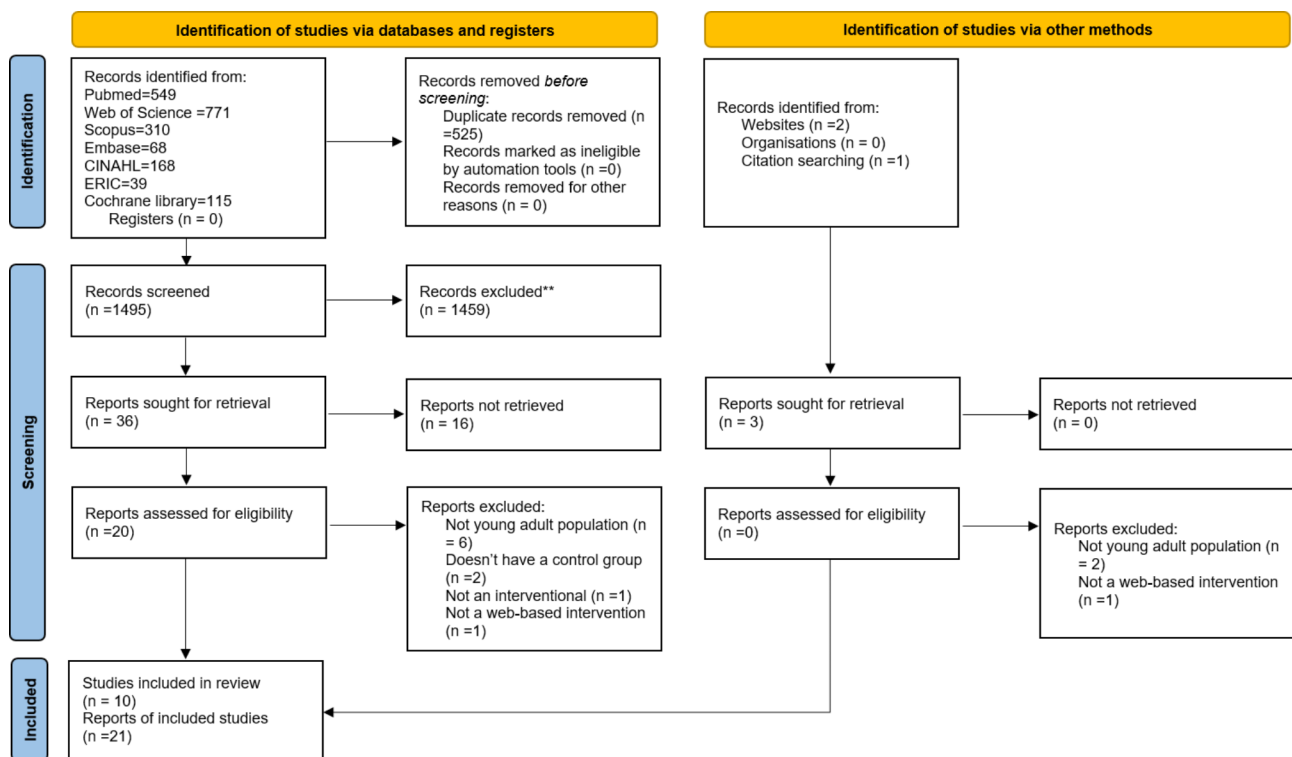 Identification of studies via databases and registers
Identification of studies via other methods
Identification
Records identified from:
Pubmed=549
Web of Science =771
Scopus=310
Embase=68
CINAHL=168
ERIC=39
Cochrane library=115
Registers (n = 0)
Records removed before
screening:
Duplicate records removed (n
=525)
Records marked as ineligible
by automation tools (n =0)
Records removed for other
reasons (n = 0)
Records identified from:
Websites (n =2)
Organisations (n = 0)
Citation searching (n =1)
Screening
Records screened
(n =1495)
Records excluded**
(n = 1459)
Reports sought for retrieval
(n = 36)
Reports not retrieved
(n = 16)
Reports sought for retrieval
(n = 3)
Reports not retrieved
(n = 0)
Reports assessed for eligibility
(n =20)
Reports excluded:
Not young adult population (n
= 6)
Doesn't have a control group
(n =2)
Not an interventional (n =1)
Not a web-based intervention
(n =1)
Reports assessed for eligibility
(n =0)
Reports excluded:
Not young adult population (n
= 2)
Not a web-based intervention
(n =1)
Included
Studies included in review
(n = 10)
Reports of included studies
(n =21)